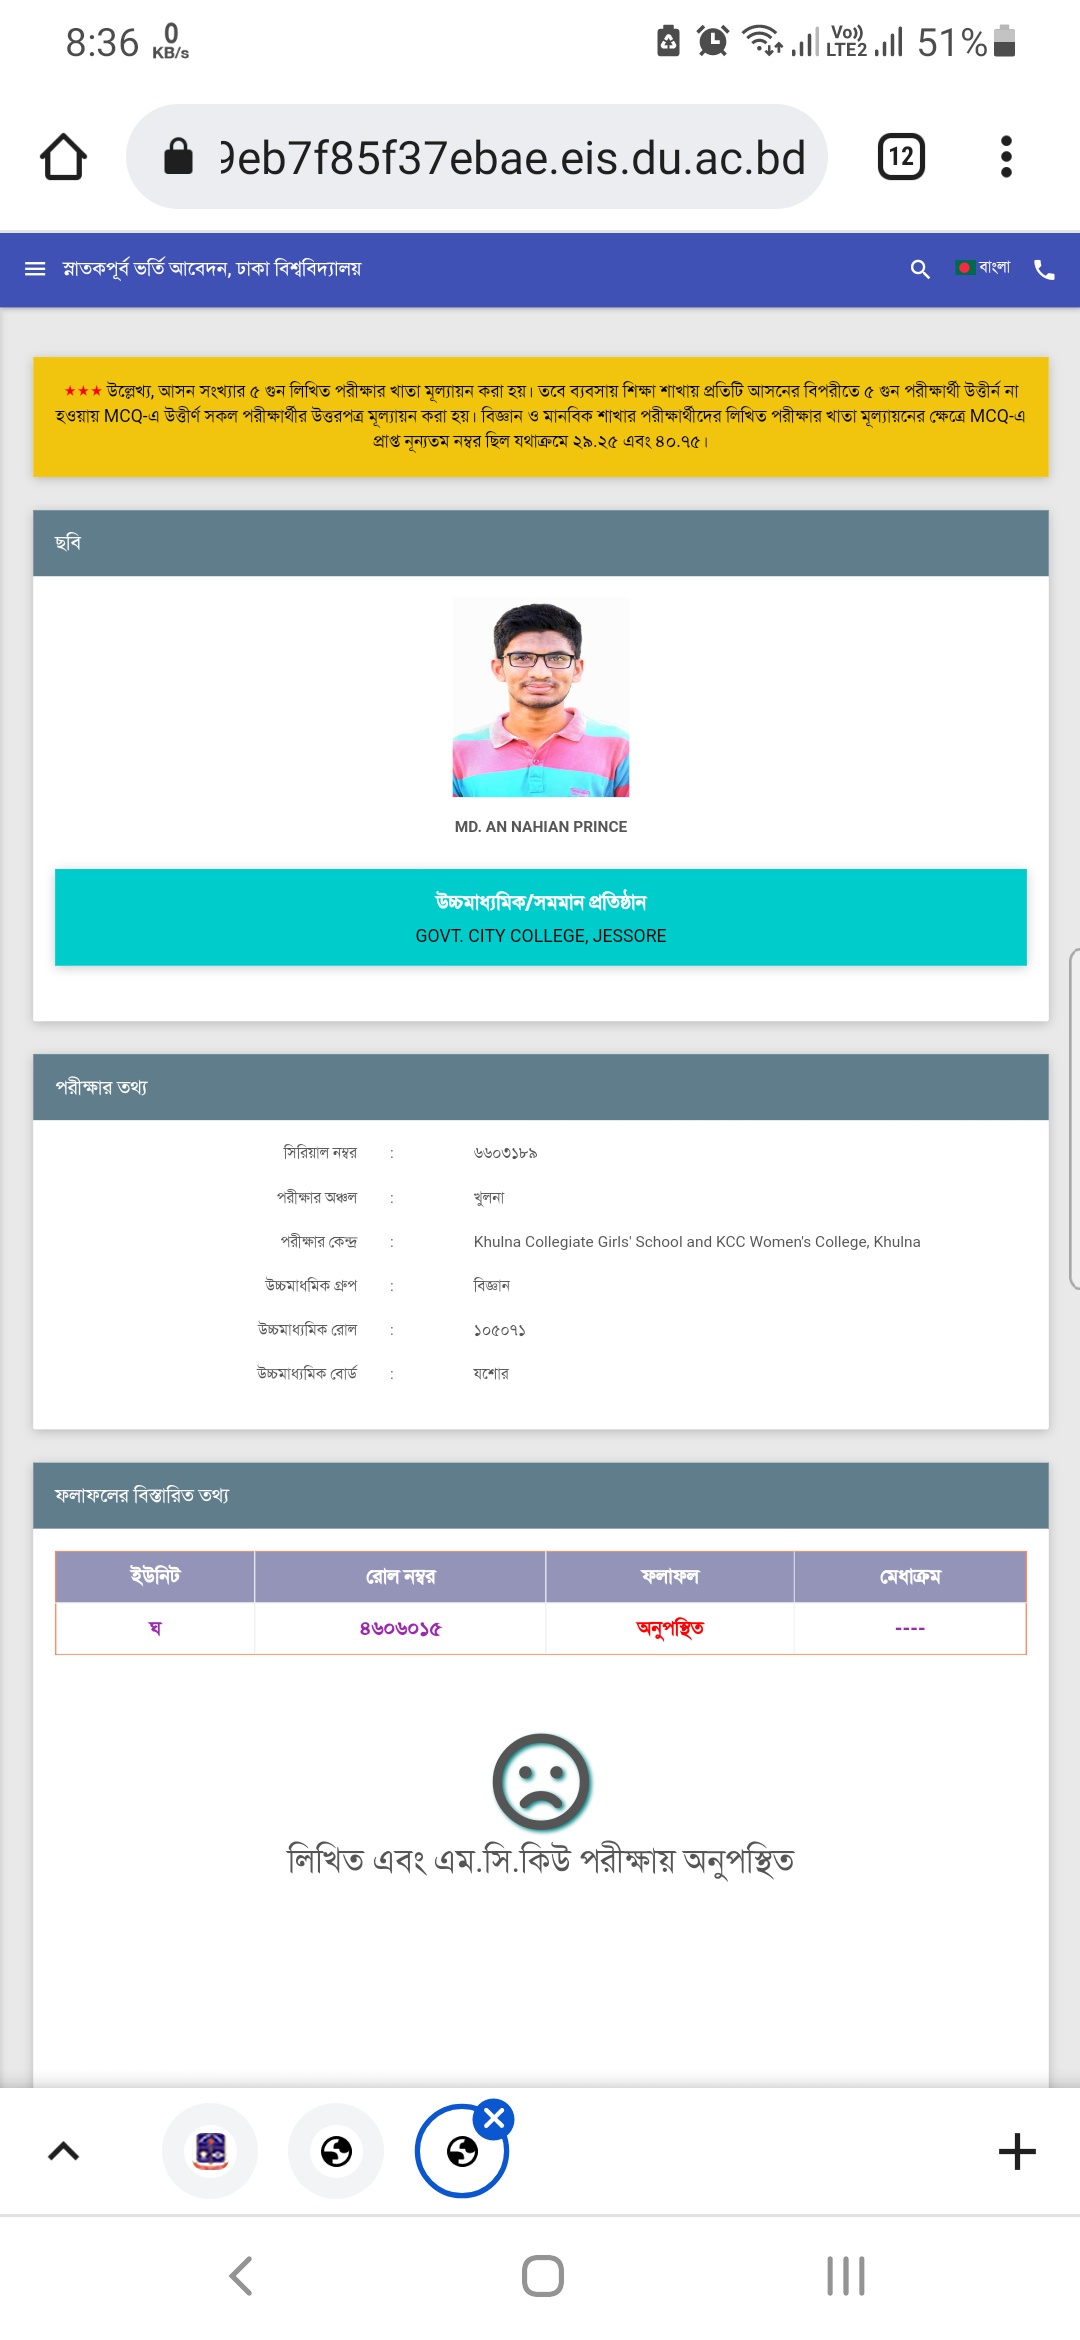 8:36 0 KB/s Vo)) LTE2 51%
9eb7f85f37ebae.eis.du.ac.bd 12
স্নাতকপূর্ব ভর্তি আবেদন, ঢাকা বিশ্ববিদ্যালয় বাংলা
★★★ উল্লেখ্য, আসন সংখ্যার ৫ গুন লিখিত পরীক্ষার খাতা মূল্যায়ন করা হয়। তবে ব্যবসায় শিক্ষা শাখায় প্রতিটি আসনের বিপরীতে ৫ গুন পরীক্ষার্থী উত্তীর্ন না
হওয়ায় MCQ-এ উত্তীর্ণ সকল পরীক্ষার্থীর উত্তরপত্র মূল্যায়ন করা হয়। বিজ্ঞান ও মানবিক শাখার পরীক্ষার্থীদের লিখিত পরীক্ষার খাতা মূল্যায়নের ক্ষেত্রে MCQ-এ
প্রাপ্ত নূন্যতম নম্বর ছিল যথাক্রমে ২৯.২৫ এবং ৪০.৭৫।
ছবি
MD. AN NAHIAN PRINCE
উচ্চমাধ্যমিক/সমমান প্রতিষ্ঠান
GOVT. CITY COLLEGE, JESSORE
পরীক্ষার তথ্য
সিরিয়াল নম্বর : ৬৬০৩১৮৯
পরীক্ষার অঞ্চল : খুলনা
পরীক্ষার কেন্দ্র : Khulna Collegiate Girls' School and KCC Women's College, Khulna
উচ্চমাধমিক গ্রুপ : বিজ্ঞান
উচ্চমাধ্যমিক রোল : ১০৫০৭১
উচ্চমাধ্যমিক বোর্ড : যশোর
ফলাফলের বিস্তারিত তথ্য
ইউনিট রোল নম্বর ফলাফল মেধাক্রম
ঘ ৪৬০৬০১৫ অনুপস্থিত ----
লিখিত এবং এম.সি.কিউ পরীক্ষায় অনুপস্থিত